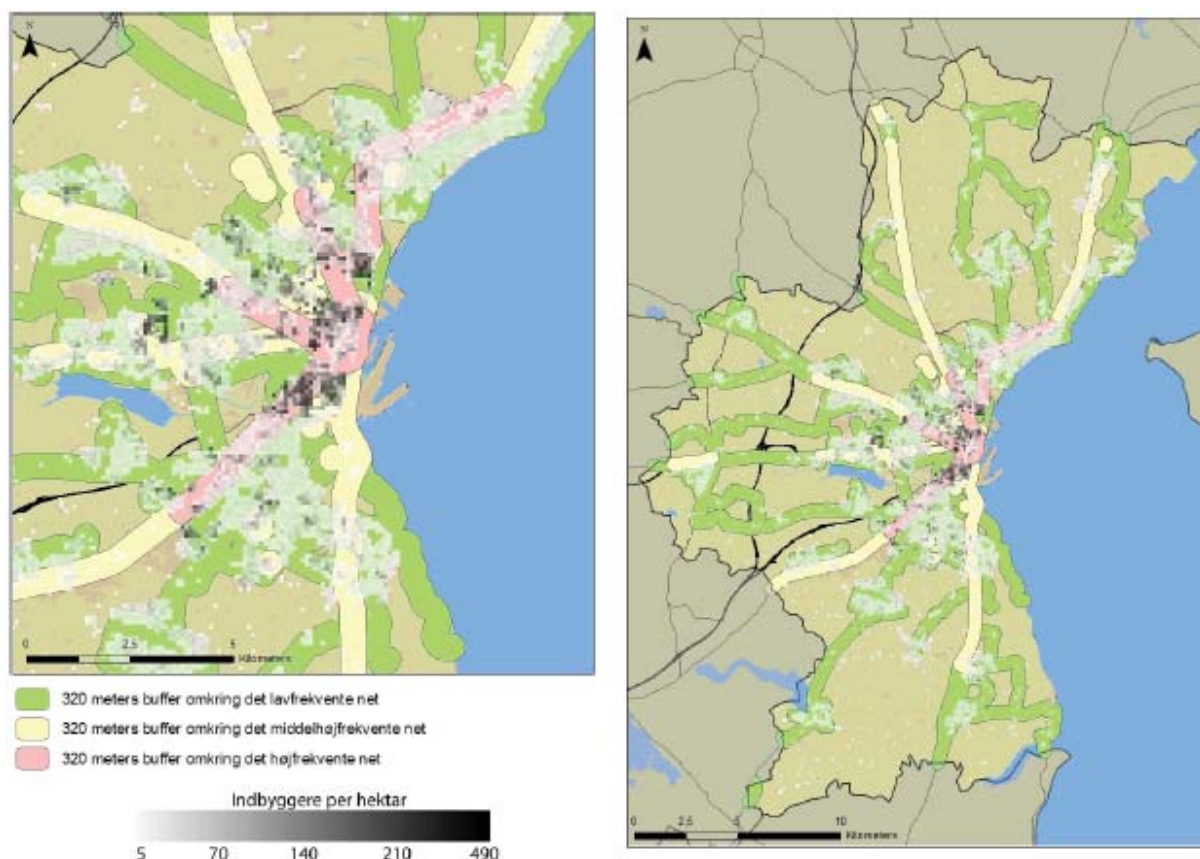 N
0 2.5 5
Kilometers
320 meters buffer omkring det lavfrekvente net
320 meters buffer omkring det middelhøjfrekvente net
320 meters buffer omkring det højfrekvente net
Indbyggere per hektar
5 70 140 210 490
N
0 2,5 5 10
Kilometers